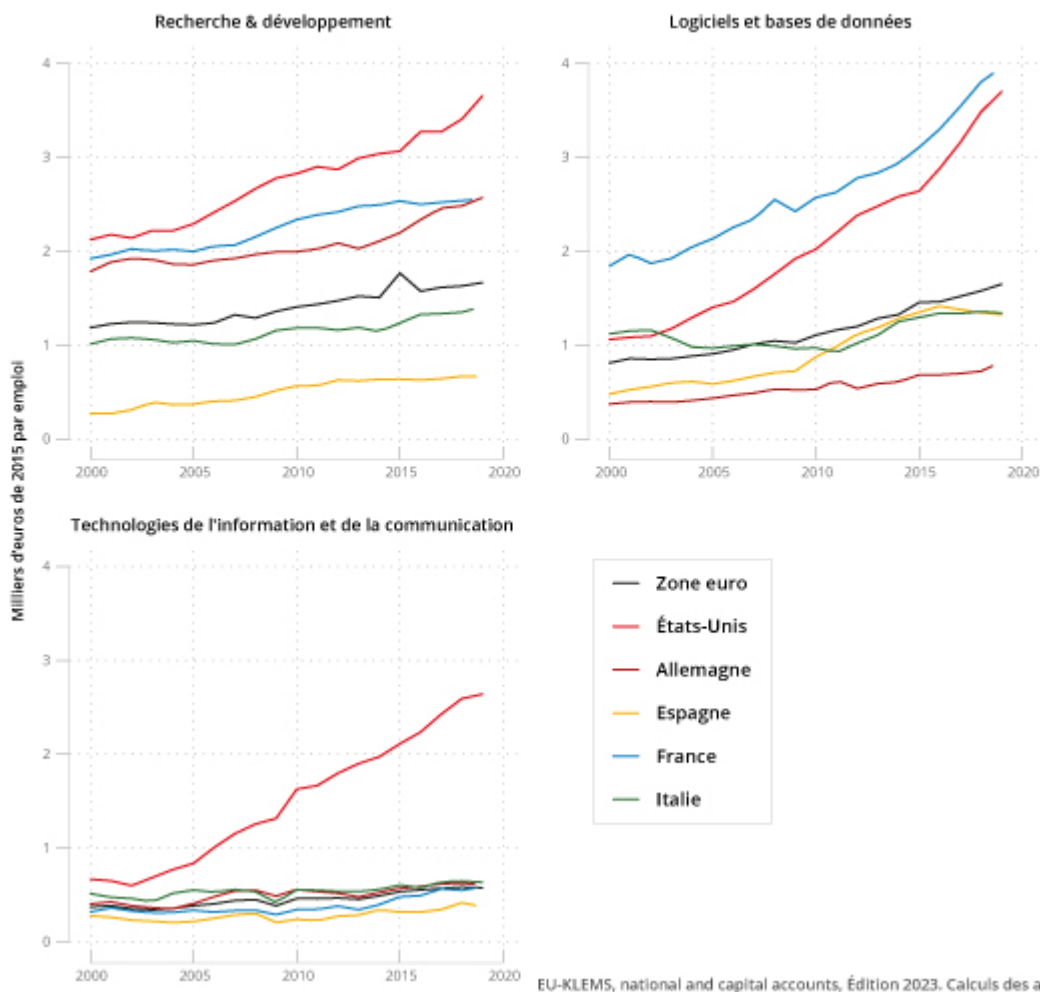 Recherche & développement
Logiciels et bases de données
4
3
2
1
0
2000 2005 2010 2015 2020
4
3
2
1
0
2000 2005 2010 2015 2020
Milliers d'euros de 2015 par emploi
Technologies de l'information et de la communication
4
3
2
1
0
2000 2005 2010 2015 2020
Zone euro
États-Unis
Allemagne
Espagne
France
Italie
EU-KLEMS, national and capital accounts, Édition 2023. Calculs des a